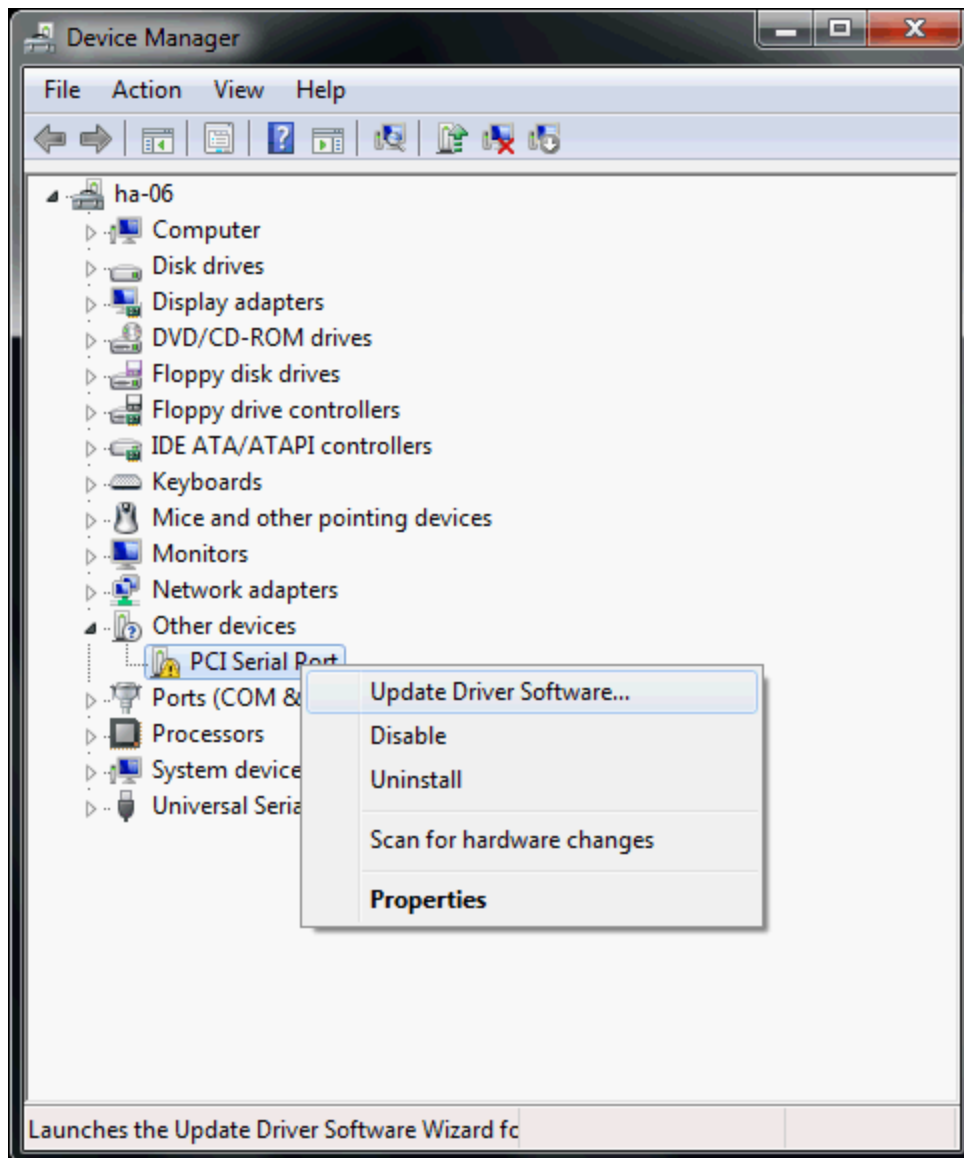 Device Manager
File Action View Help
ha-06
Computer
Disk drives
Display adapters
DVD/CD-ROM drives
Floppy disk drives
Floppy drive controllers
IDE ATA/ATAPI controllers
Keyboards
Mice and other pointing devices
Monitors
Network adapters
Other devices
PCI Serial Port
Ports (COM &
Processors
System device
Universal Seria
Update Driver Software...
Disable
Uninstall
Scan for hardware changes
Properties
Launches the Update Driver Software Wizard fo